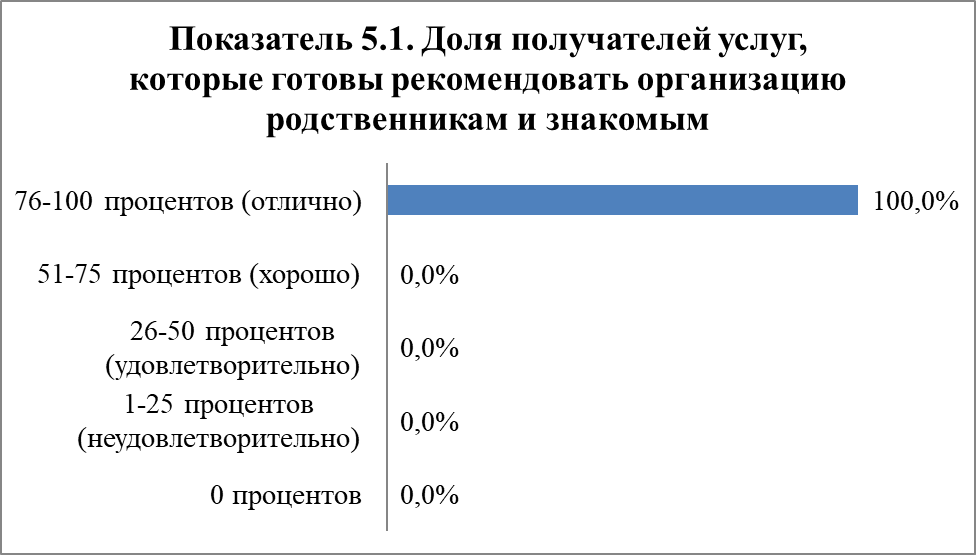 Показатель 5.1. Доля получателей услуг,
которые готовы рекомендовать организацию
родственникам и знакомым
76-100 процентов (отлично)
100,0%
51-75 процентов (хорошо)
0,0%
26-50 процентов
(удовлетворительно)
0,0%
1-25 процентов
(неудовлетворительно)
0,0%
0 процентов
0,0%